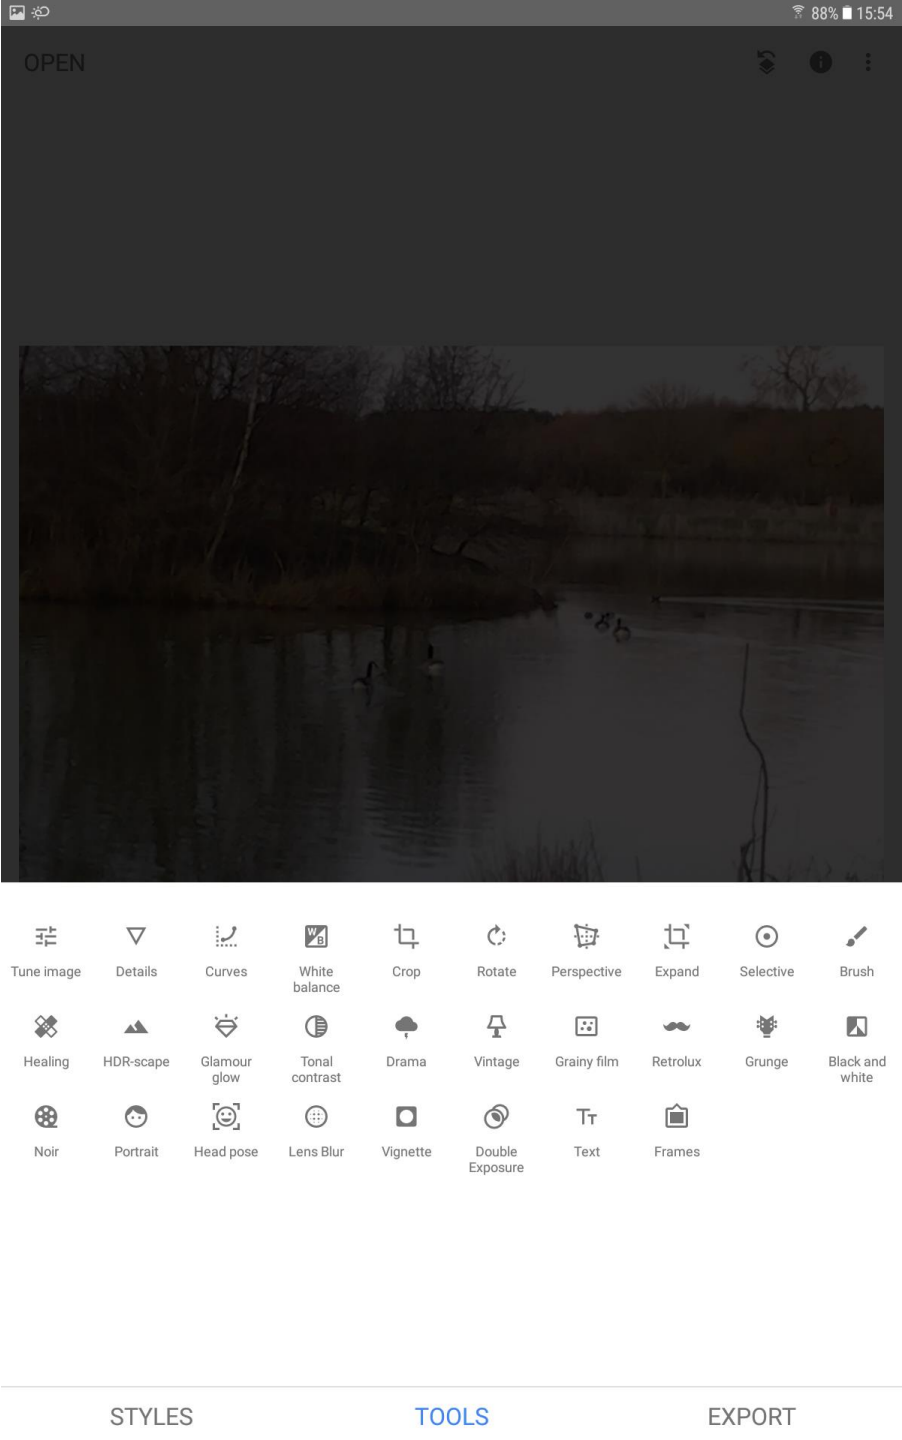 88% 15:54
OPEN
Tune image Details Curves White balance Crop Rotate Perspective Expand Selective Brush
Healing HDR-scape Glamour glow Tonal contrast Drama Vintage Grainy film Retrolux Grunge Black and white
Noir Portrait Head pose Lens Blur Vignette Double Exposure Text Frames
STYLES TOOLS EXPORT